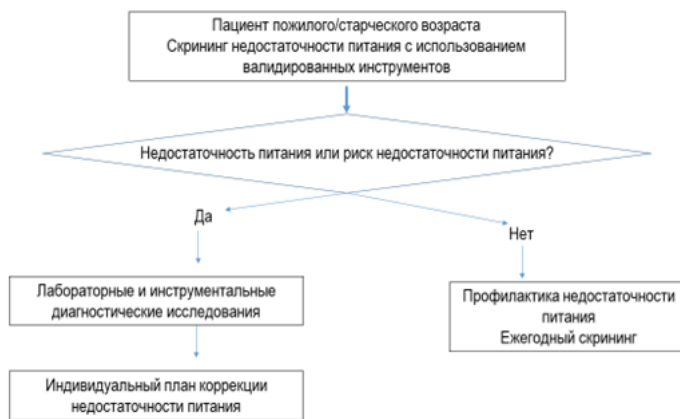 Пациент пожилого/старческого возраста
Скрининг недостаточности питания с использованием
валидированных инструментов
Недостаточность питания или риск недостаточности питания?
Да
Нет
Лабораторные и инструментальные
диагностические исследования
Профилактика недостаточности
питания
Ежегодный скрининг
Индивидуальный план коррекции
недостаточности питания